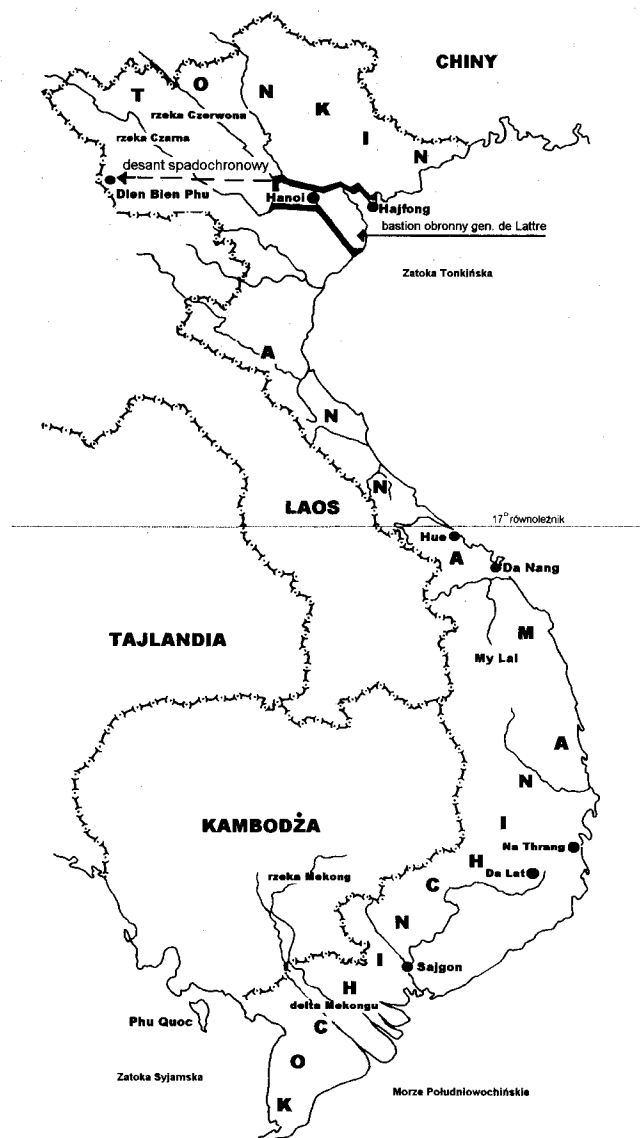 CHINY
T O N K I N
rzeka Czerwona
rzeka Czarna
desant spadochronowy
Dien Bien Phu
Hanoi
Hajfong
bastion obronny gen. de Lattre
Zatoka Tonkińska
A N N A M
LAOS
17° równoleżnik
Hue
Da Nang
TAJLANDIA
My Lai
KAMBODŻA
K O C H I N C H I N A
Na Thrang
Da Lat
rzeka Mekong
Sajgon
delta Mekongu
Phu Quoc
Zatoka Syjamska
Morze Południowochińskie